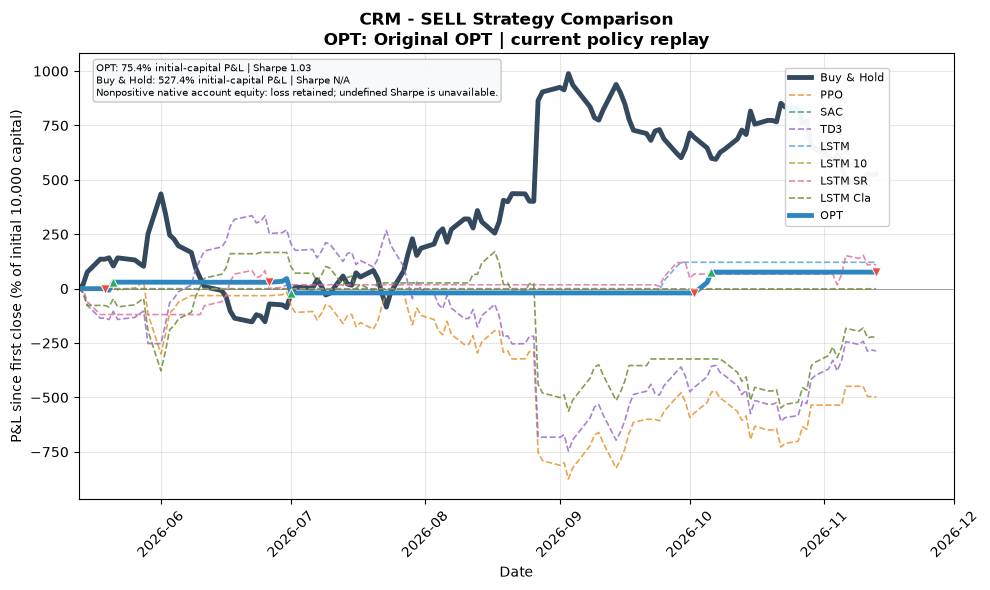 CRM - SELL Strategy Comparison
OPT: Original OPT | current policy replay
OPT: 75.4% initial-capital P&L | Sharpe 1.03
Buy & Hold: 527.4% initial-capital P&L | Sharpe N/A
Nonpositive native account equity: loss retained; undefined Sharpe is unavailable.
Buy & Hold
PPO
SAC
TD3
LSTM
LSTM 10
LSTM SR
LSTM Cla
OPT
P&L since first close (% of initial 10,000 capital)
1000
750
500
250
0
−250
−500
−750
2026-06
2026-07
2026-08
2026-09
2026-10
2026-11
2026-12
Date